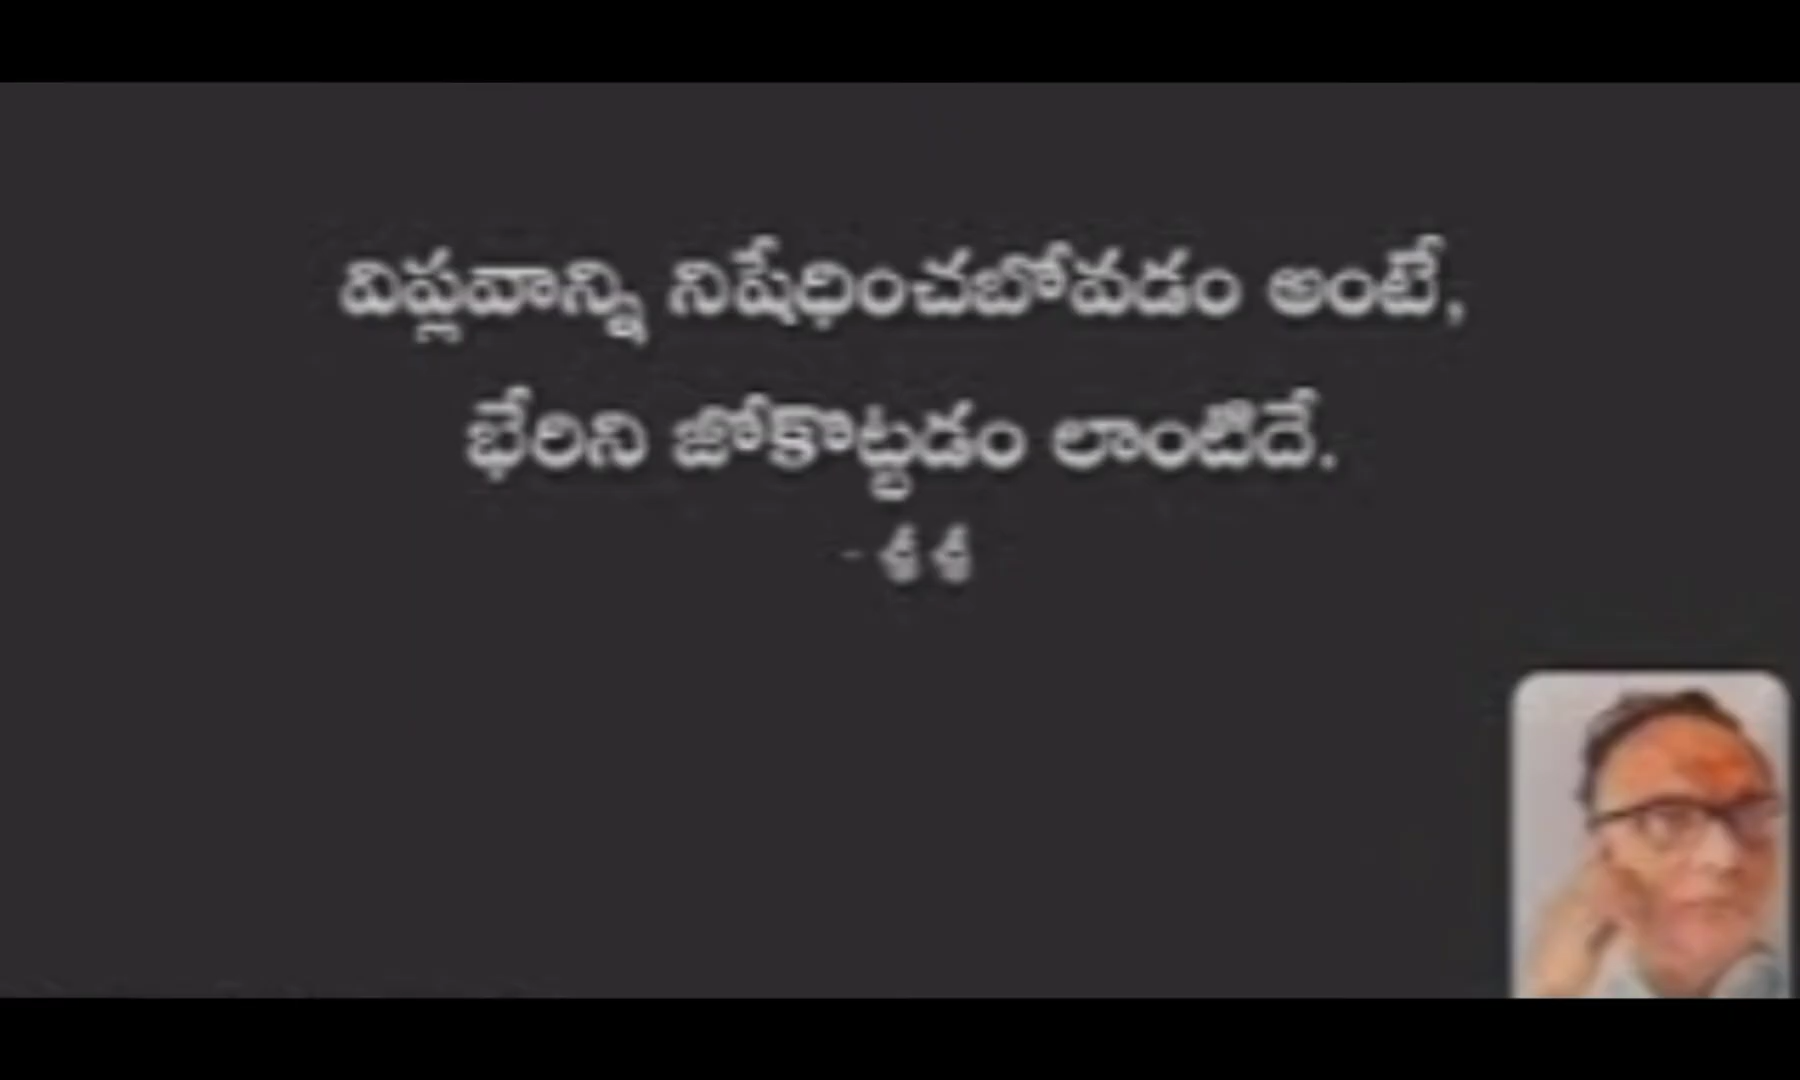 విప్లవాన్ని నిషేధించబోవడం అంటే,
భేరిని జోకొట్టడం లాంటిదే.
- శ్రీ శ్రీ